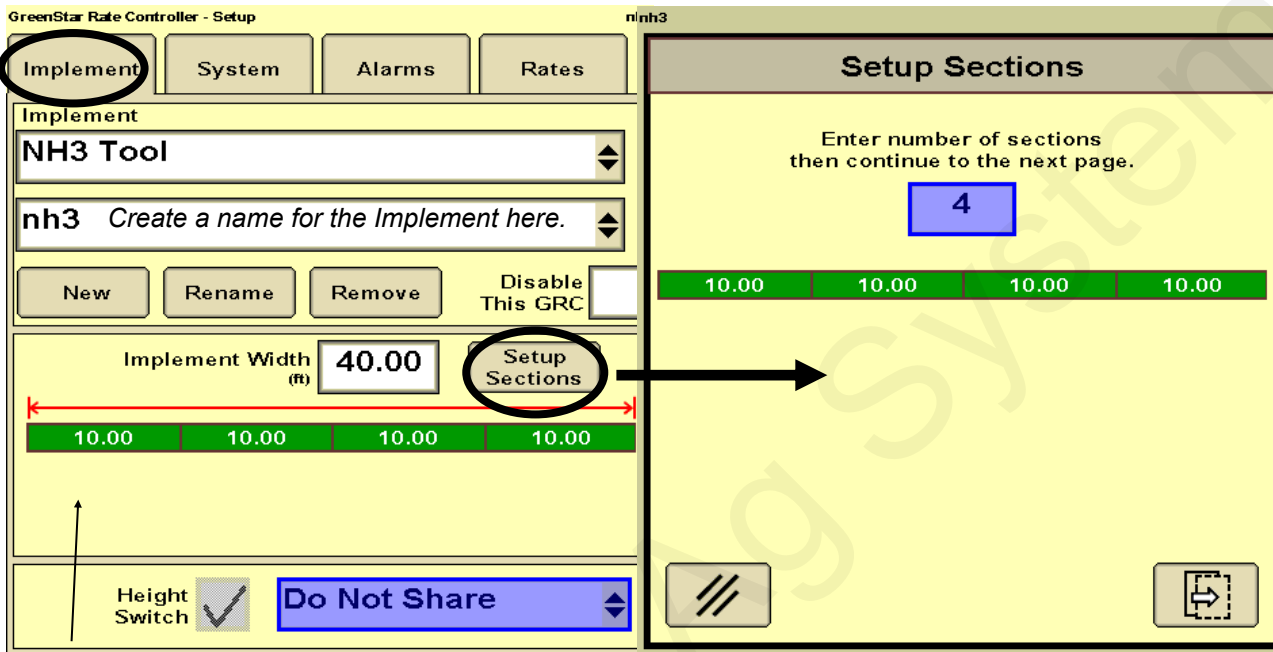 GreenStar Rate Controller - Setup
Implement System Alarms Rates
Implement
NH3 Tool
nh3 Create a name for the Implement here.
New Rename Remove Disable
This GRC
Implement Width 40.00 Setup
(ft) Sections
10.00 10.00 10.00 10.00
Height
Switch
Do Not Share
nh3
Setup Sections
Enter number of sections
then continue to the next page.
4
10.00 10.00 10.00 10.00
Ag System